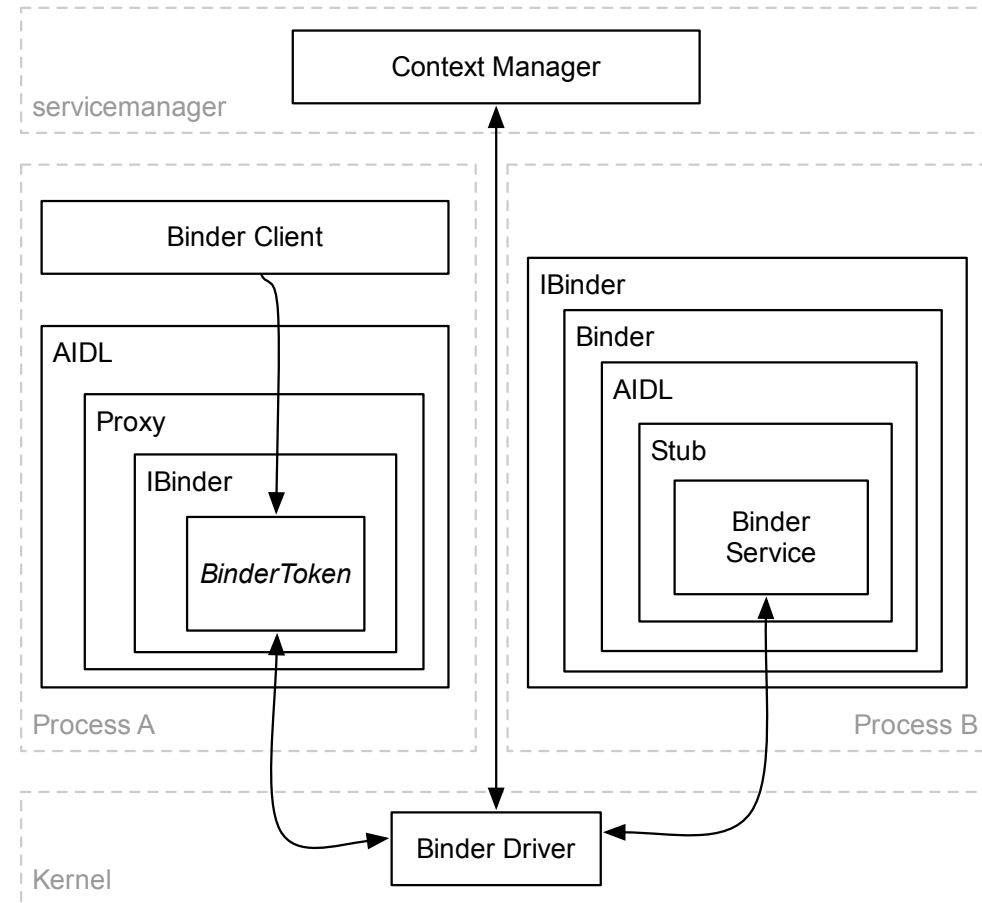 Context Manager
servicemanager
Binder Client
AIDL
Proxy
IBinder
BinderToken
Process A
IBinder
Binder
AIDL
Stub
Binder
Service
Process B
Binder Driver
Kernel